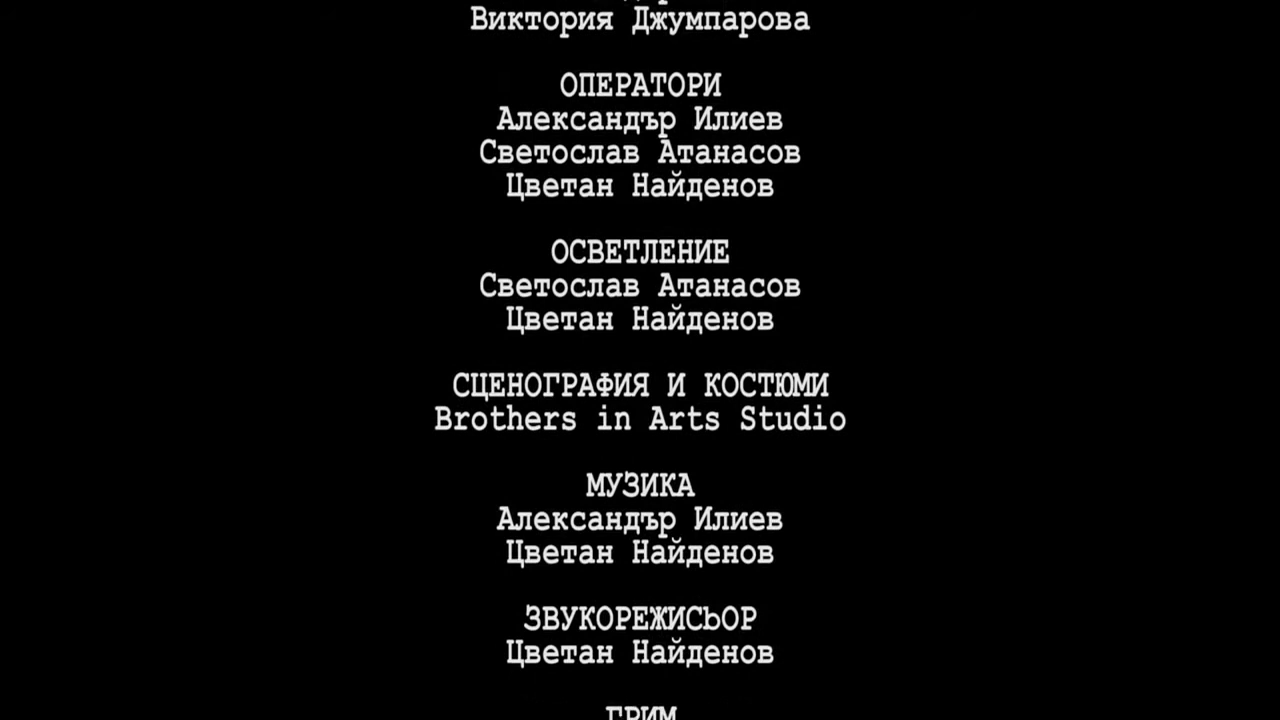 Виктория Джумпарова
ОПЕРАТОРИ
Александър Илиев
Светослав Атанасов
Цветан Найденов
ОСВЕТЛЕНИЕ
Светослав Атанасов
Цветан Найденов
СЦЕНОГРАФИЯ И КОСТЮМИ
Brothers in Arts Studio
МУЗИКА
Александър Илиев
Цветан Найденов
ЗВУКОРЕЖИСЬОР
Цветан Найденов
ГРИМ